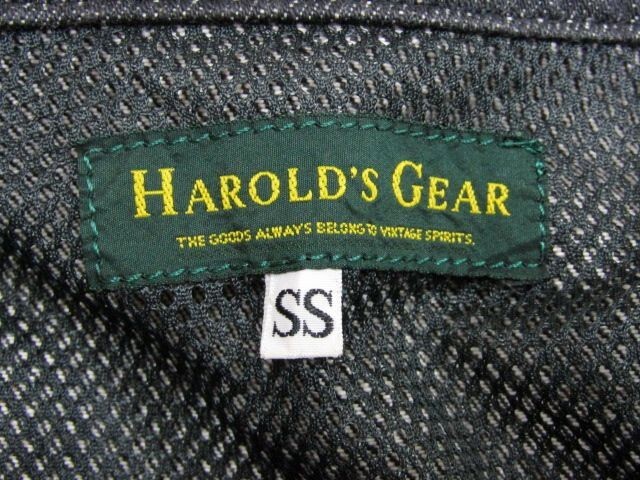 HAROLD'S GEAR
THE GOODS ALWAYS BELONG TO VINTAGE SPIRITS.
SS